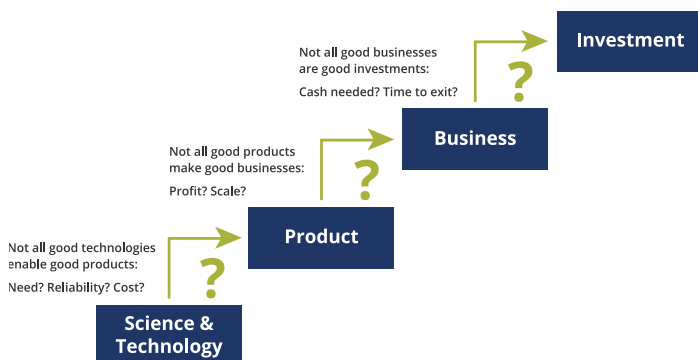 Investment
Not all good businesses
are good investments:
Cash needed? Time to exit?
?
Business
Not all good products
make good businesses:
Profit? Scale?
?
Product
Not all good technologies
enable good products:
Need? Reliability? Cost?
?
Science &
Technology